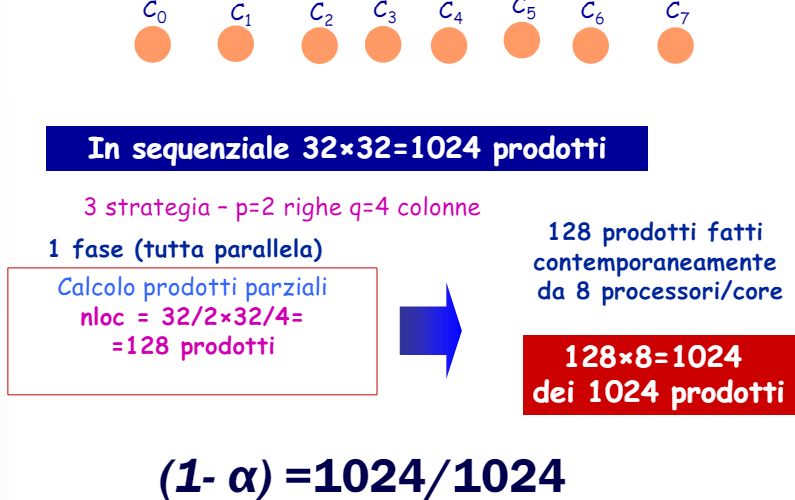 C₀ C₁ C₂ C₃ C₄ C₅ C₆ C₇
In sequenziale 32×32=1024 prodotti
3 strategia – p=2 righe q=4 colonne
1 fase (tutta parallela)
Calcolo prodotti parziali
nloc = 32/2×32/4=
=128 prodotti
128 prodotti fatti
contemporaneamente
da 8 processori/core
128×8=1024
dei 1024 prodotti
(1- α) =1024/1024